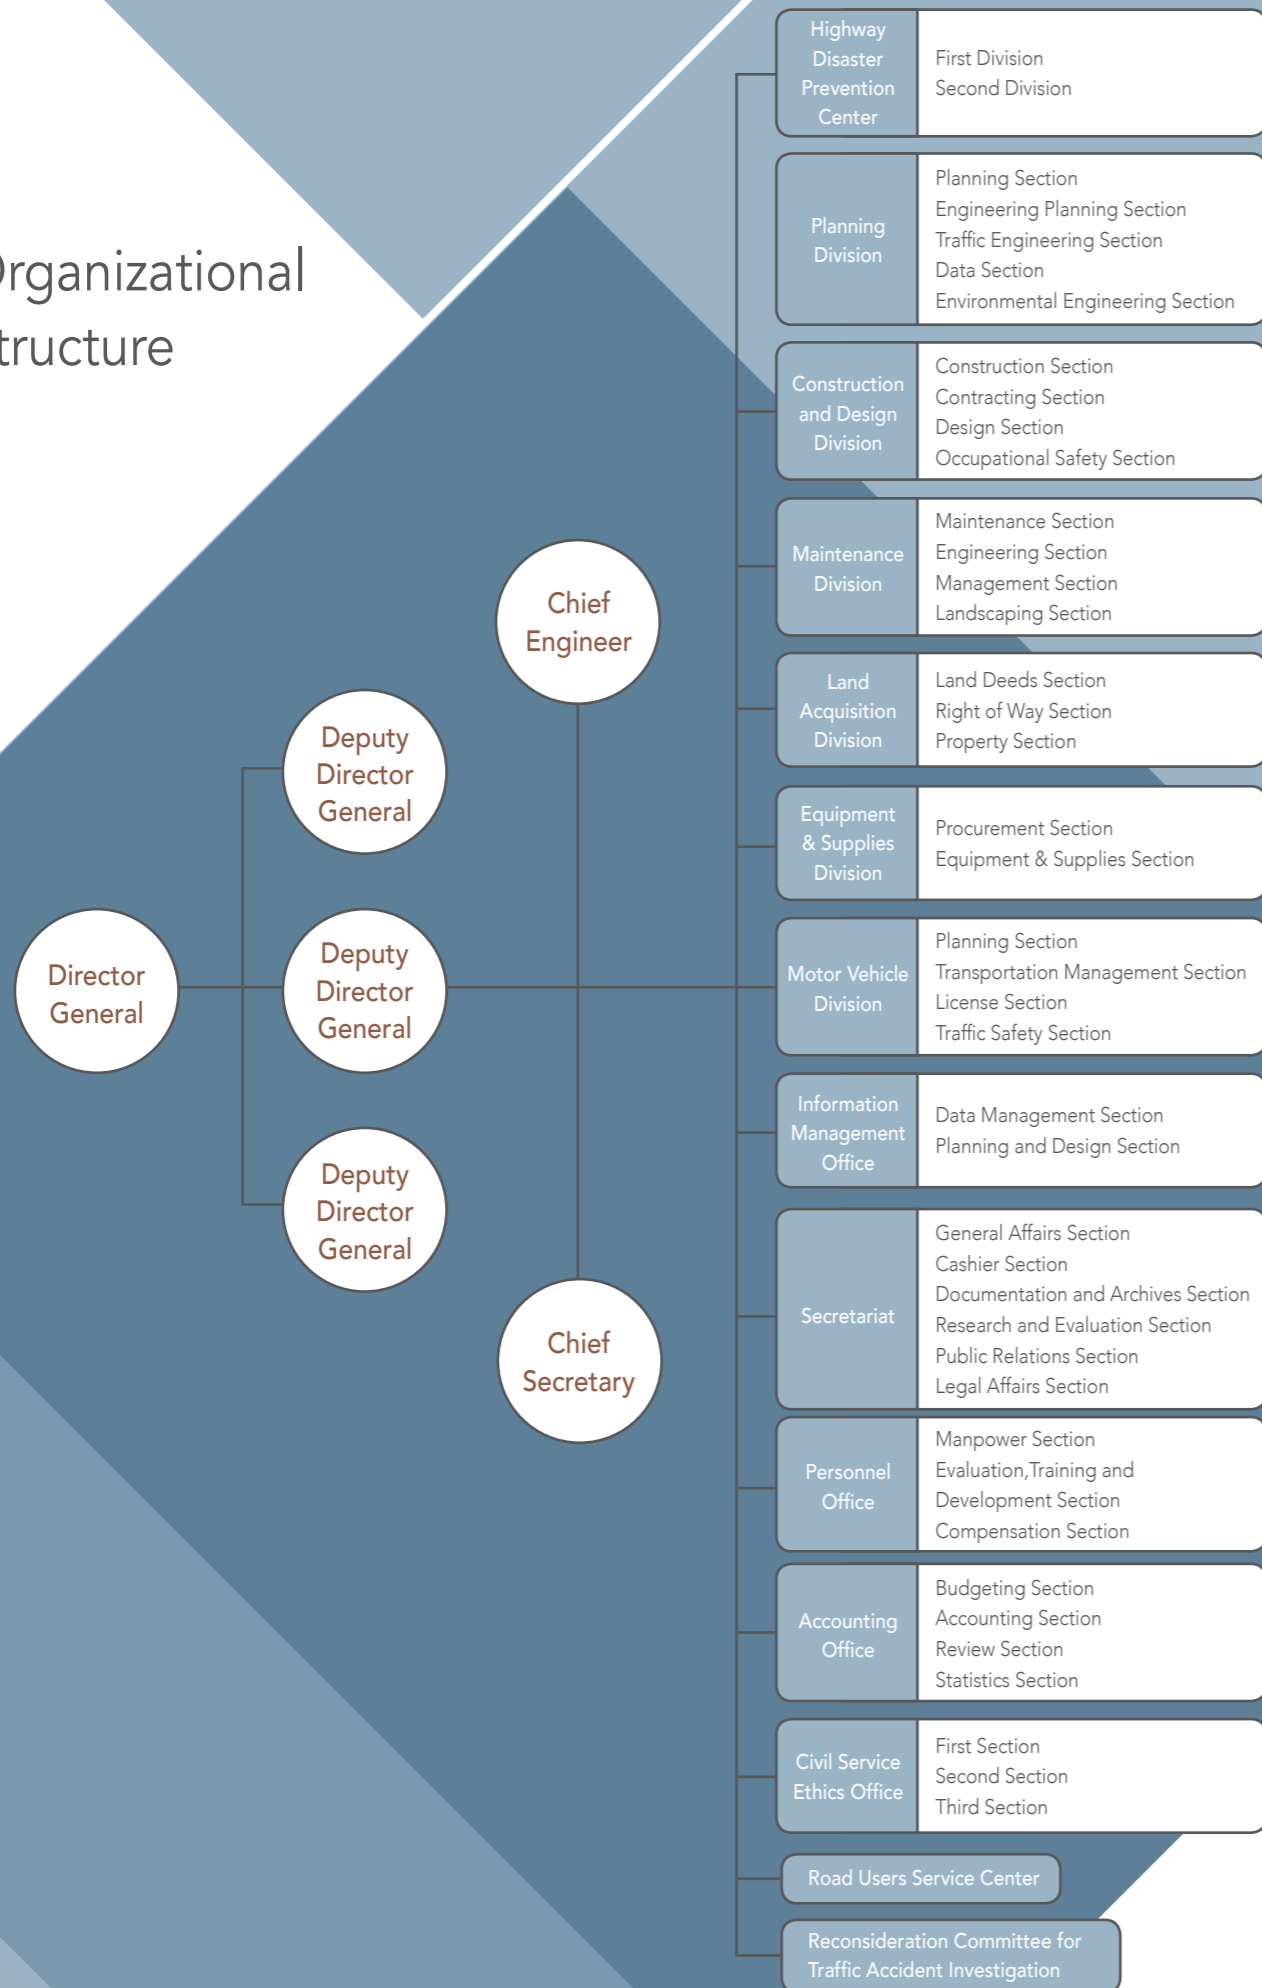 Organizational
tructure
Director
General
Deputy
Director
General
Deputy
Director
General
Deputy
Director
General
Chief
Engineer
Chief
Secretary
Highway
Disaster
Prevention
Center
First Division
Second Division
Planning
Division
Planning Section
Engineering Planning Section
Traffic Engineering Section
Data Section
Environmental Engineering Section
Construction
and Design
Division
Construction Section
Contracting Section
Design Section
Occupational Safety Section
Maintenance
Division
Maintenance Section
Engineering Section
Management Section
Landscaping Section
Land
Acquisition
Division
Land Deeds Section
Right of Way Section
Property Section
Equipment
& Supplies
Division
Procurement Section
Equipment & Supplies Section
Motor Vehicle
Division
Planning Section
Transportation Management Section
License Section
Traffic Safety Section
Information
Management
Office
Data Management Section
Planning and Design Section
Secretariat
General Affairs Section
Cashier Section
Documentation and Archives Section
Research and Evaluation Section
Public Relations Section
Legal Affairs Section
Personnel
Office
Manpower Section
Evaluation,Training and
Development Section
Compensation Section
Accounting
Office
Budgeting Section
Accounting Section
Review Section
Statistics Section
Civil Service
Ethics Office
First Section
Second Section
Third Section
Road Users Service Center
Reconsideration Committee for
Traffic Accident Investigation